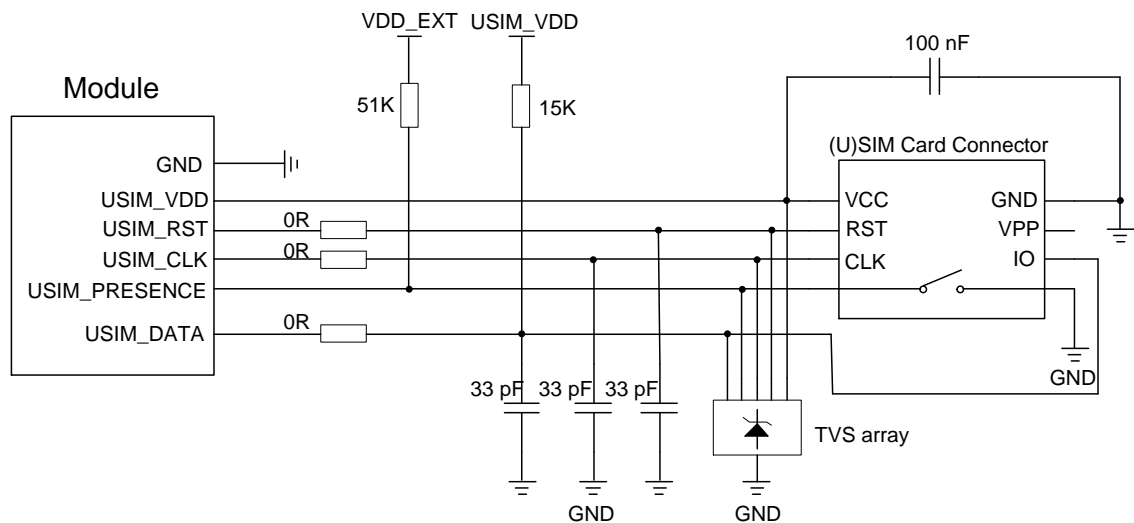 VDD_EXT USIM_VDD
100 nF
Module
51K 15K
(U)SIM Card Connector
GND
USIM_VDD VCC GND
USIM_RST 0R RST VPP
USIM_CLK 0R CLK IO
USIM_PRESENCE
USIM_DATA 0R
GND
33 pF 33 pF 33 pF
TVS array
GND GND